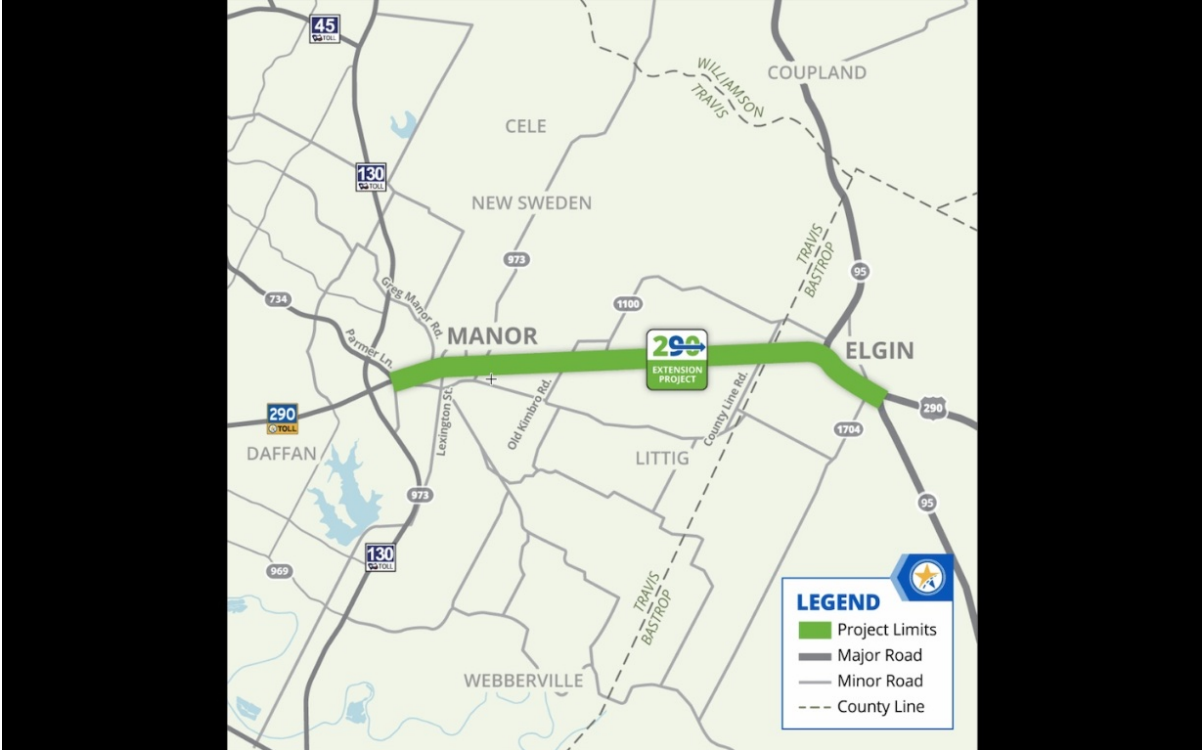 45
TOLL
COUPLAND
WILLIAMSON
TRAVIS
CELE
130
TOLL
NEW SWEDEN
TRAVIS
BASTROP
973
95
734
Greg Manor Rd.
1100
Parmer Ln.
MANOR
290
EXTENSION
PROJECT
ELGIN
290
TOLL
Lexington St.
Old Kimbro Rd.
County Line Rd.
290
1704
DAFFAN
LITTIG
973
95
130
TOLL
969
TRAVIS
BASTROP
WEBBERVILLE
LEGEND
Project Limits
Major Road
Minor Road
County Line